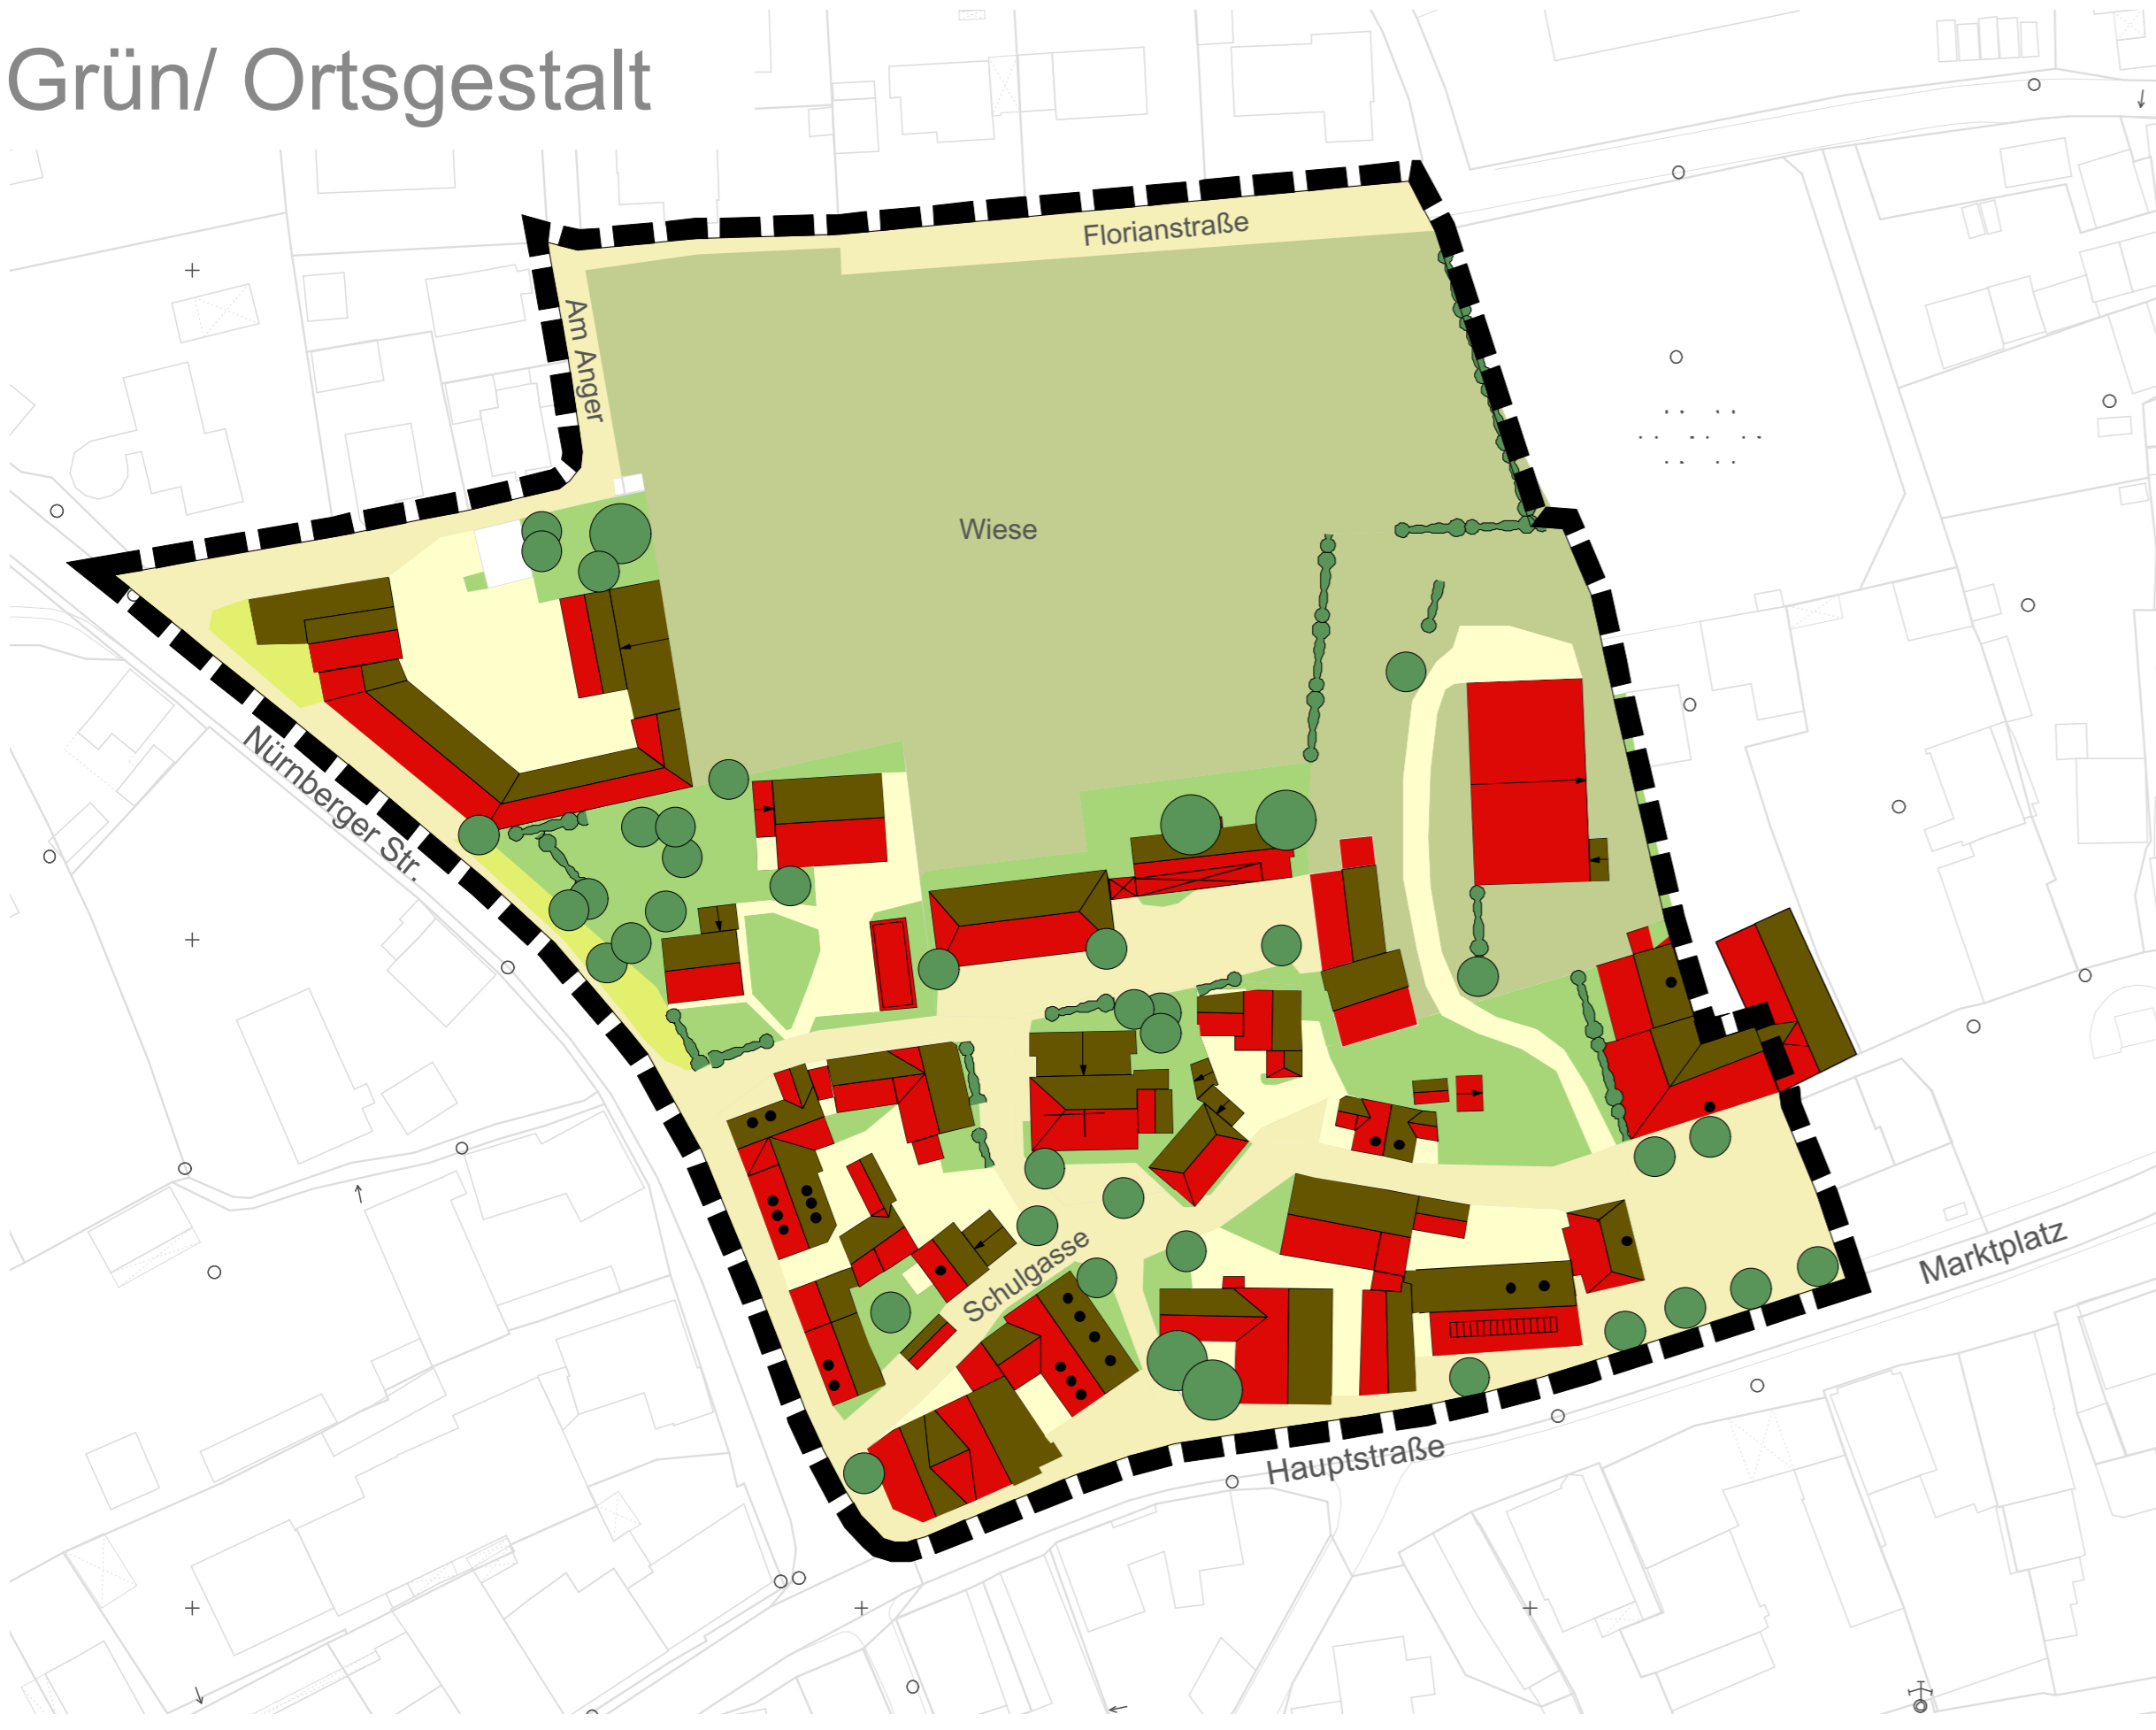 Grün/ Ortsgestalt
Florianstraße
Am Anger
Wiese
Nürnberger Str.
Schulgasse
Marktplatz
Hauptstraße